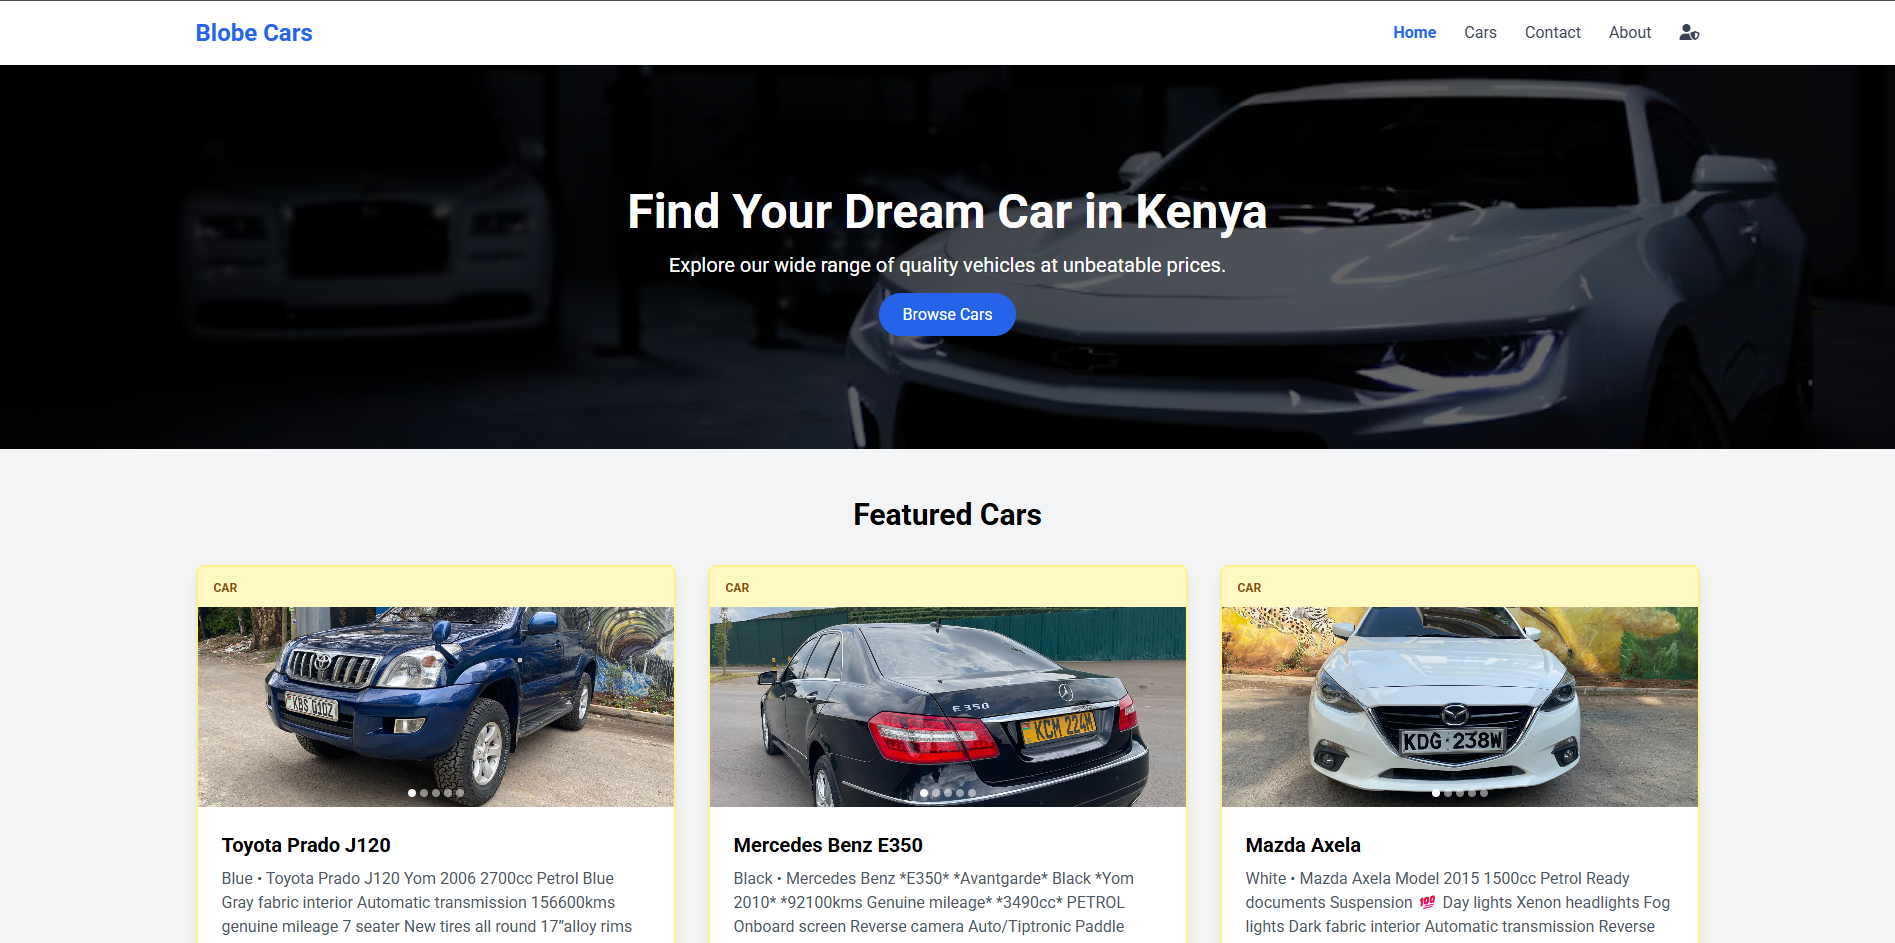 Blobe Cars
Home Cars Contact About
Find Your Dream Car in Kenya
Explore our wide range of quality vehicles at unbeatable prices.
Browse Cars
Featured Cars
CAR
KBS 010Z
Toyota Prado J120
Blue • Toyota Prado J120 Yom 2006 2700cc Petrol Blue
Gray fabric interior Automatic transmission 156600kms
genuine mileage 7 seater New tires all round 17”alloy rims
CAR
E 350
KCM 224M
Mercedes Benz E350
Black • Mercedes Benz *E350* *Avantgarde* Black *Yom
2010* *92100kms Genuine mileage* *3490cc* PETROL
Onboard screen Reverse camera Auto/Tiptronic Paddle
CAR
KDG 238W
Mazda Axela
White • Mazda Axela Model 2015 1500cc Petrol Ready
documents Suspension 💯 Day lights Xenon headlights Fog
lights Dark fabric interior Automatic transmission Reverse